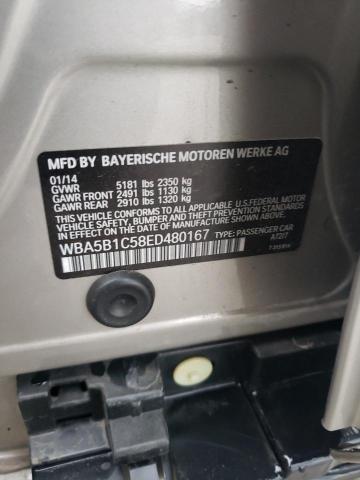 MFD BY BAYERISCHE MOTOREN WERKE AG
01/14
GVWR 5181 lbs 2350 kg
GAWR FRONT 2491 lbs 1130 kg
GAWR REAR 2910 lbs 1320 kg
THIS VEHICLE CONFORMS TO ALL APPLICABLE U.S.FEDERAL MOTOR
VEHICLE SAFETY, BUMPER, AND THEFT PREVENTION
STANDARDS IN EFFECT ON THE DATE OF MANUFACTURE SHOWN ABOVE.
WBA5B1C58ED480167 TYPE: PASSENGER CAR